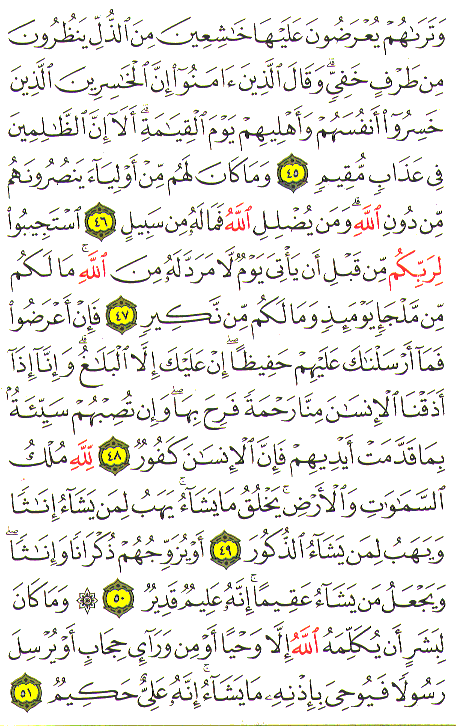 وَتَرَىٰهُمْ يُعْرَضُونَ عَلَيْهَا خَٰشِعِينَ مِنَ ٱلذُّلِّ يَنظُرُونَ
مِن طَرْفٍ خَفِىٍّ ۗ وَقَالَ ٱلَّذِينَ ءَامَنُوٓا۟ إِنَّ ٱلْخَٰسِرِينَ ٱلَّذِينَ
خَسِرُوٓا۟ أَنفُسَهُمْ وَأَهْلِيهِمْ يَوْمَ ٱلْقِيَٰمَةِ ۗ أَلَآ إِنَّ ٱلظَّٰلِمِينَ
فِى عَذَابٍ مُّقِيمٍ ٤٥ وَمَا كَانَ لَهُم مِّنْ أَوْلِيَآءَ يَنصُرُونَهُم
مِّن دُونِ ٱللَّهِ ۗ وَمَن يُضْلِلِ ٱللَّهُ فَمَا لَهُۥ مِن سَبِيلٍ ٤٦ ٱسْتَجِيبُوا۟
لِرَبِّكُم مِّن قَبْلِ أَن يَأْتِىَ يَوْمٌ لَّا مَرَدَّ لَهُۥ مِنَ ٱللَّهِ ۚ مَا لَكُم
مِّن مَّلْجَإٍ يَوْمَئِذٍ وَمَا لَكُم مِّن نَّكِيرٍ ٤٧ فَإِنْ أَعْرَضُوا۟
فَمَآ أَرْسَلْنَٰكَ عَلَيْهِمْ حَفِيظًا ۖ إِنْ عَلَيْكَ إِلَّا ٱلْبَلَٰغُ ۗ وَإِنَّآ إِذَآ
أَذَقْنَا ٱلْإِنسَٰنَ مِنَّا رَحْمَةً فَرِحَ بِهَا ۖ وَإِن تُصِبْهُمْ سَيِّئَةٌۢ
بِمَا قَدَّمَتْ أَيْدِيهِمْ فَإِنَّ ٱلْإِنسَٰنَ كَفُورٌ ٤٨ لِّلَّهِ مُلْكُ
ٱلسَّمَٰوَٰتِ وَٱلْأَرْضِ ۚ يَخْلُقُ مَا يَشَآءُ ۚ يَهَبُ لِمَن يَشَآءُ إِنَٰثًا
وَيَهَبُ لِمَن يَشَآءُ ٱلذُّكُورَ ٤٩ أَوْ يُزَوِّجُهُمْ ذُكْرَانًا وَإِنَٰثًا ۖ
وَيَجْعَلُ مَن يَشَآءُ عَقِيمًا ۚ إِنَّهُۥ عَلِيمٌ قَدِيرٌ ٥٠ ۞ وَمَا كَانَ
لِبَشَرٍ أَن يُكَلِّمَهُ ٱللَّهُ إِلَّا وَحْيًا أَوْ مِن وَرَآئِ حِجَابٍ أَوْ يُرْسِلَ
رَسُولًا فَيُوحِىَ بِإِذْنِهِۦ مَا يَشَآءُ ۚ إِنَّهُۥ عَلِىٌّ حَكِيمٌ ٥١